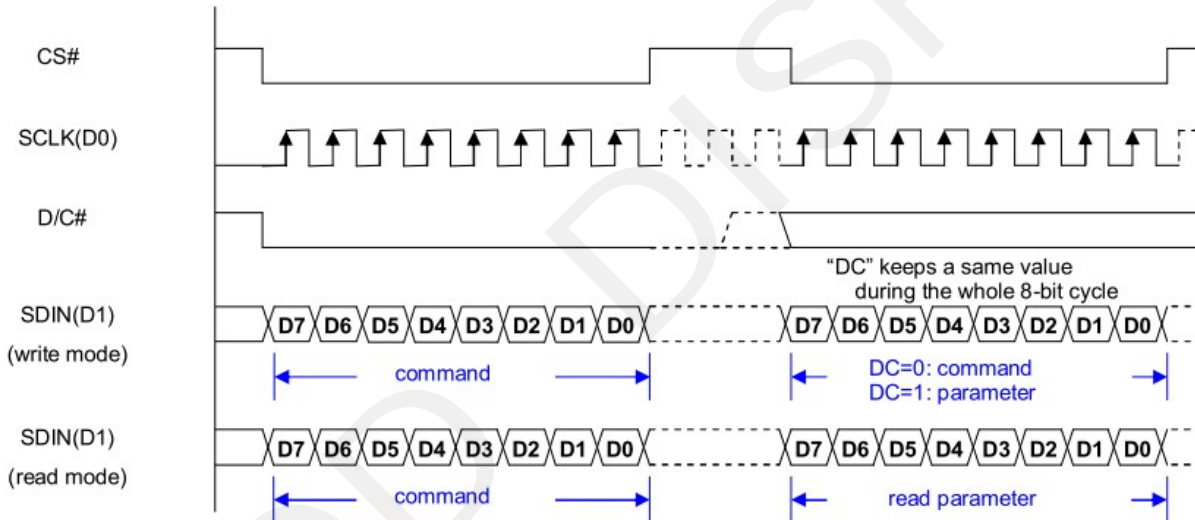 CS#
SCLK(D0)
D/C#
"DC" keeps a same value
during the whole 8-bit cycle
SDIN(D1)
(write mode)
D7 D6 D5 D4 D3 D2 D1 D0
D7 D6 D5 D4 D3 D2 D1 D0
command
DC=0: command
DC=1: parameter
SDIN(D1)
(read mode)
D7 D6 D5 D4 D3 D2 D1 D0
D7 D6 D5 D4 D3 D2 D1 D0
command
read parameter